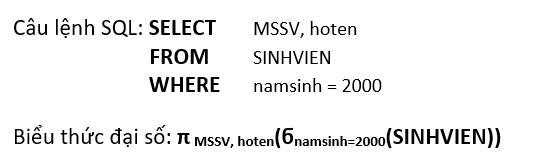 Câu lệnh SQL: SELECT MSSV, hoten
FROM SINHVIEN
WHERE namsinh = 2000
Biểu thức đại số: π MSSV, hoten(бnamsinh=2000(SINHVIEN))